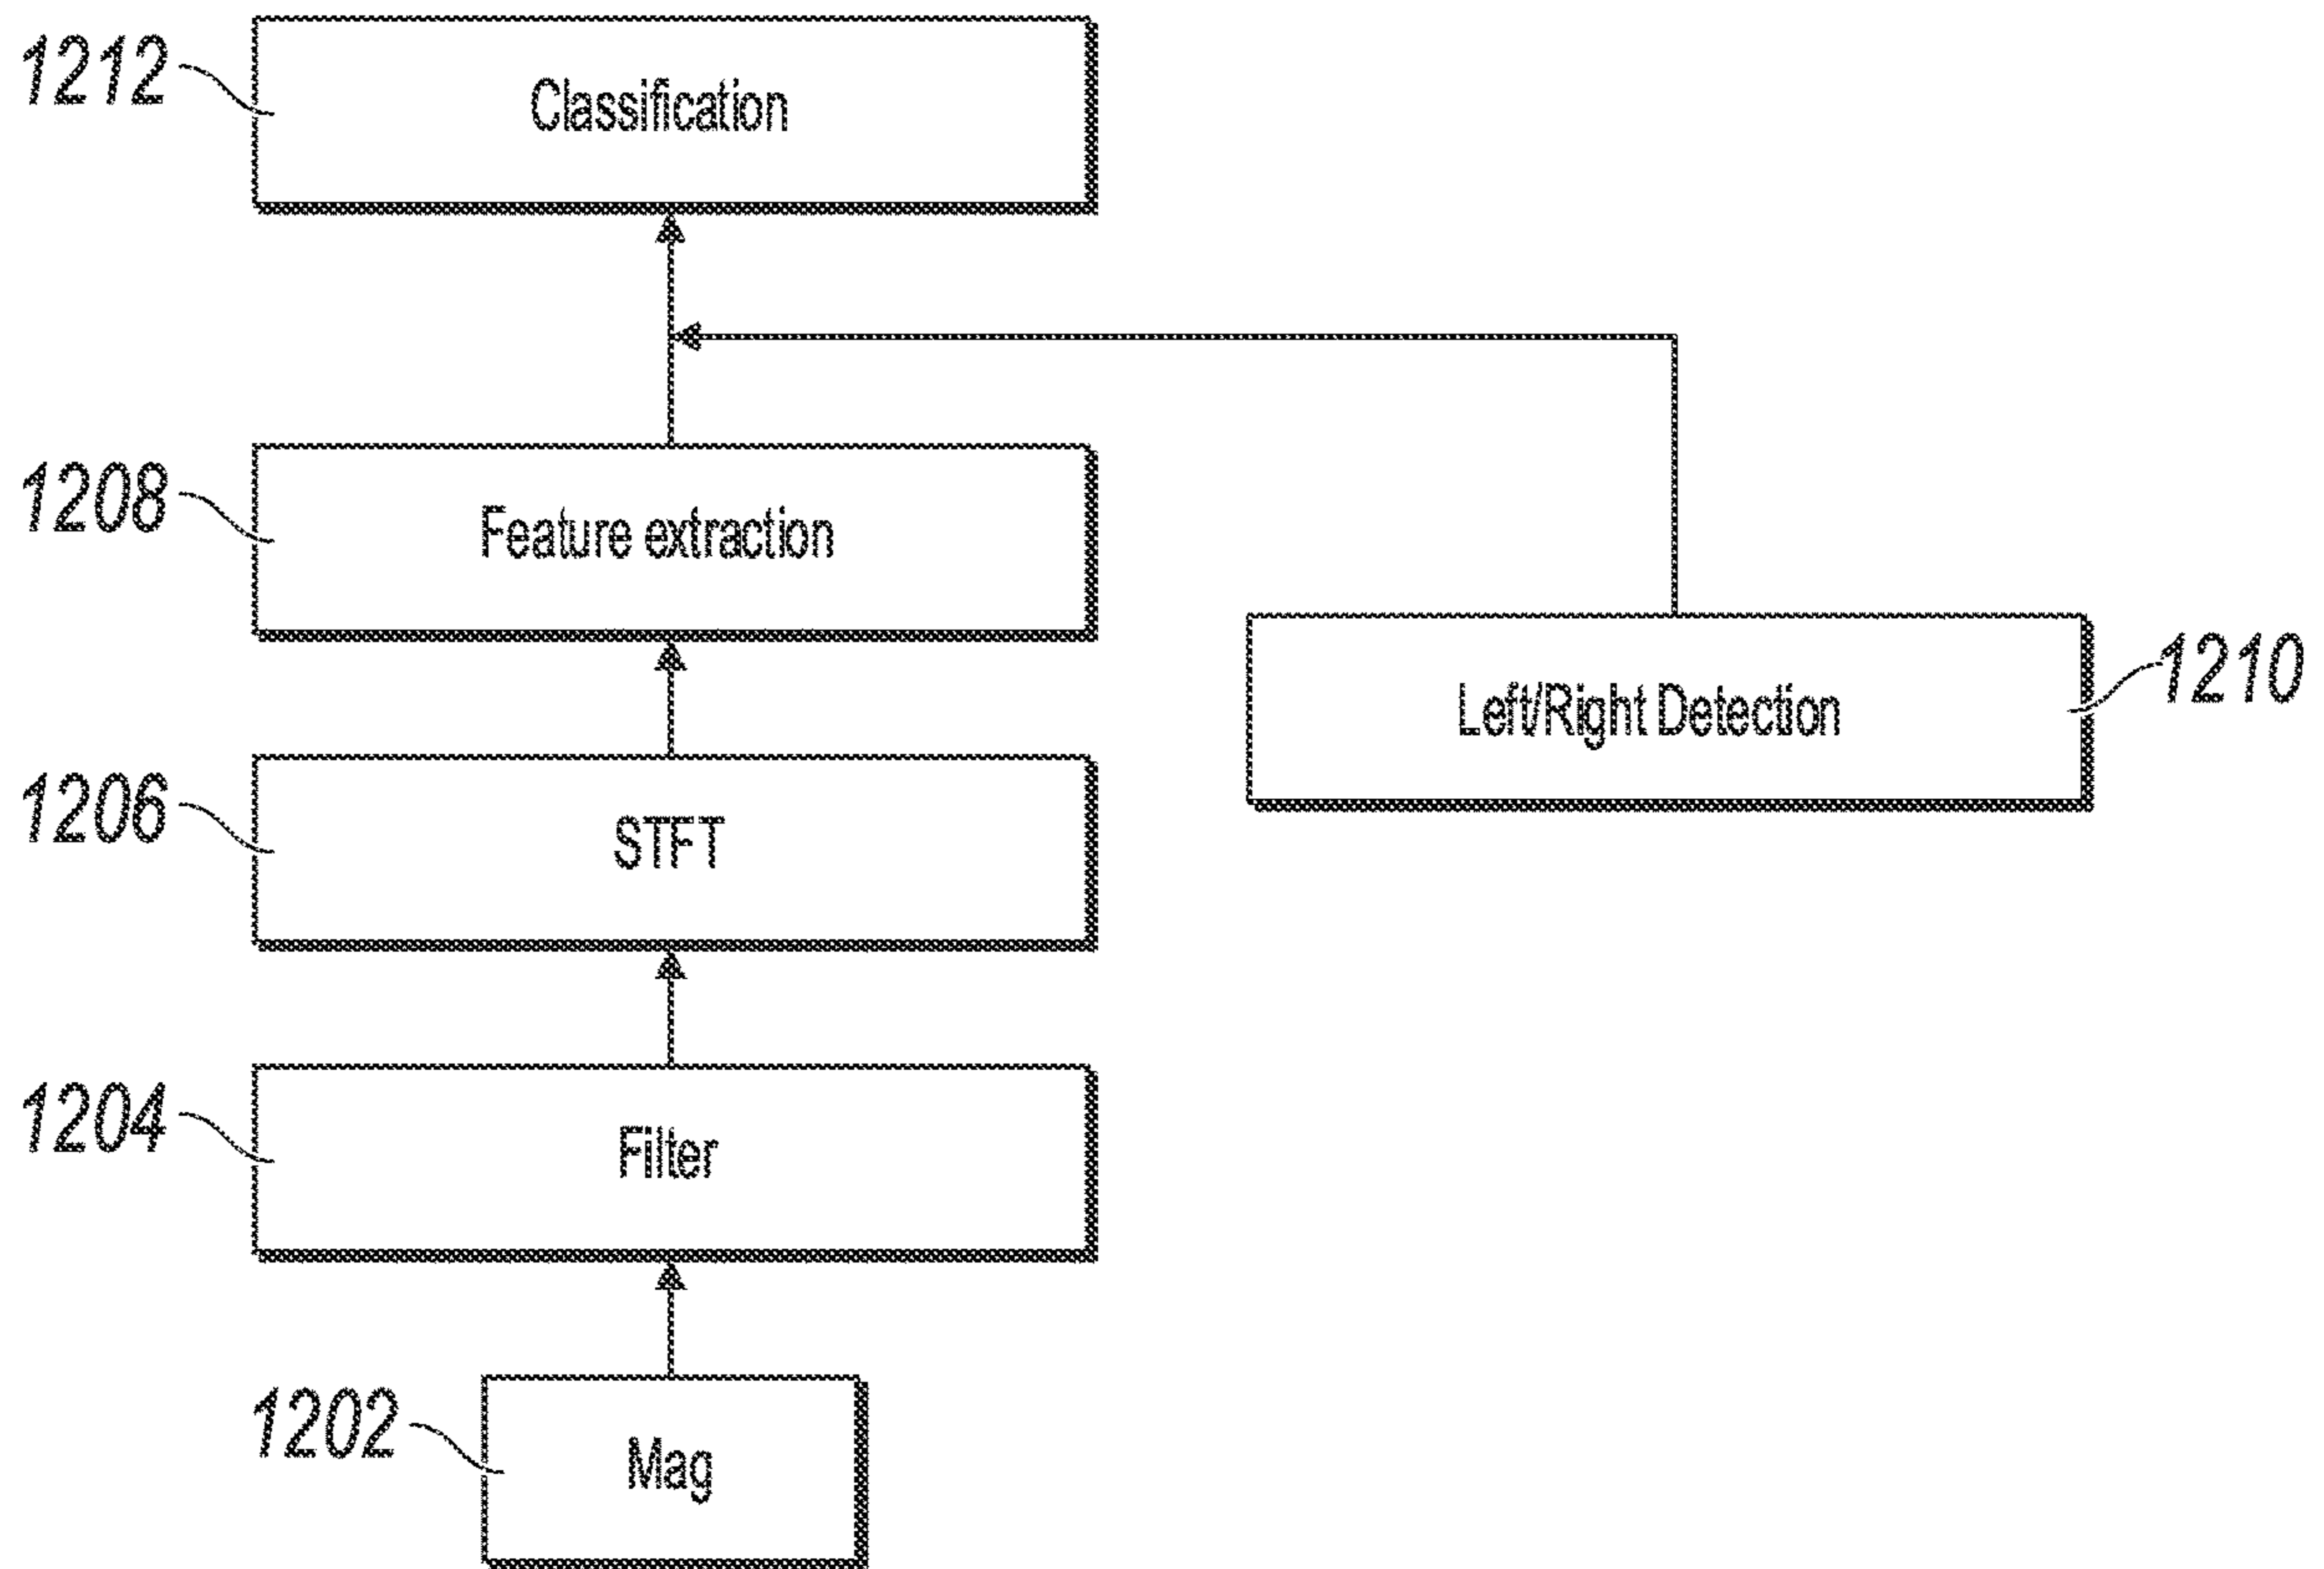 1212
Classification
1208
Feature extraction
1210
Left/Right Detection
1206
STFT
1204
Filter
1202
Mag